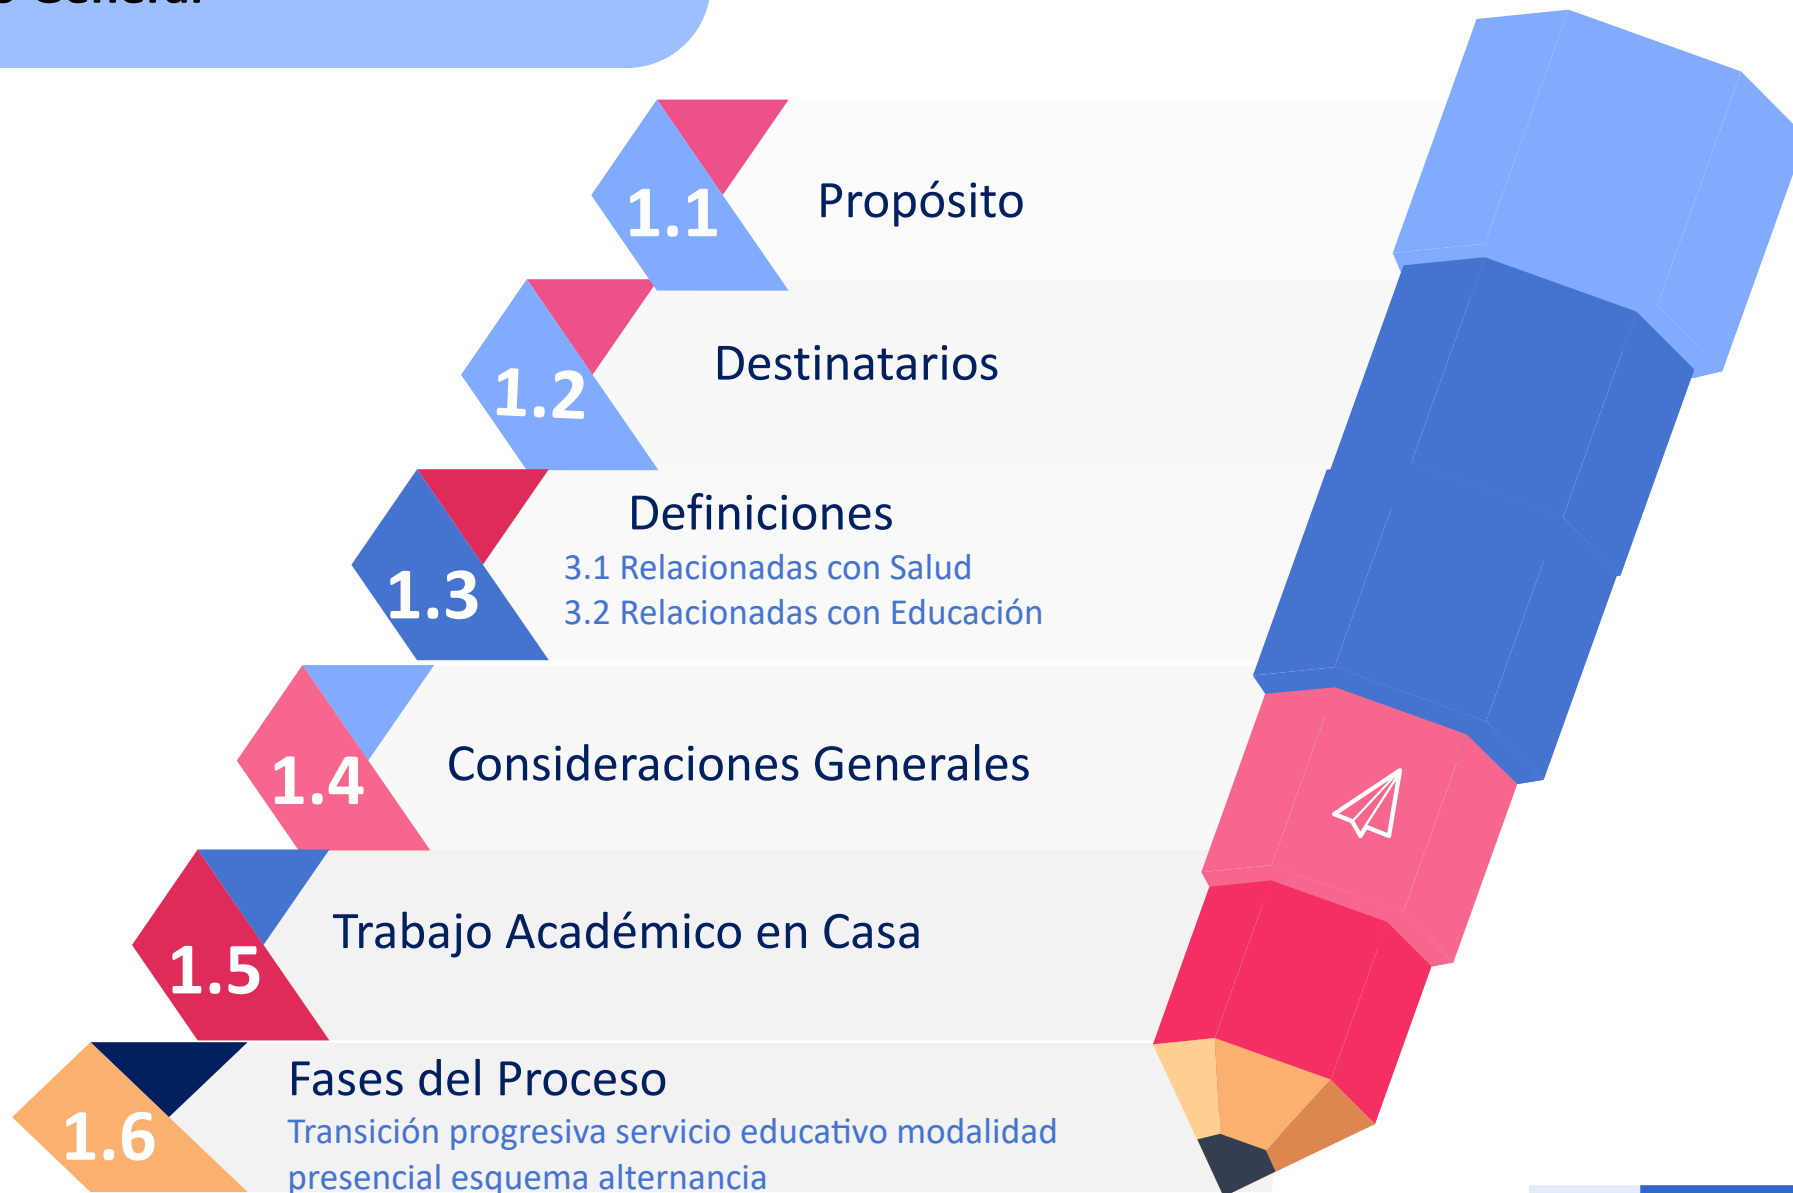 General
1.1
Propósito
1.2
Destinatarios
1.3
Definiciones
3.1 Relacionadas con Salud
3.2 Relacionadas con Educación
1.4
Consideraciones Generales
1.5
Trabajo Académico en Casa
1.6
Fases del Proceso
Transición progresiva servicio educativo modalidad
presencial esquema alternancia